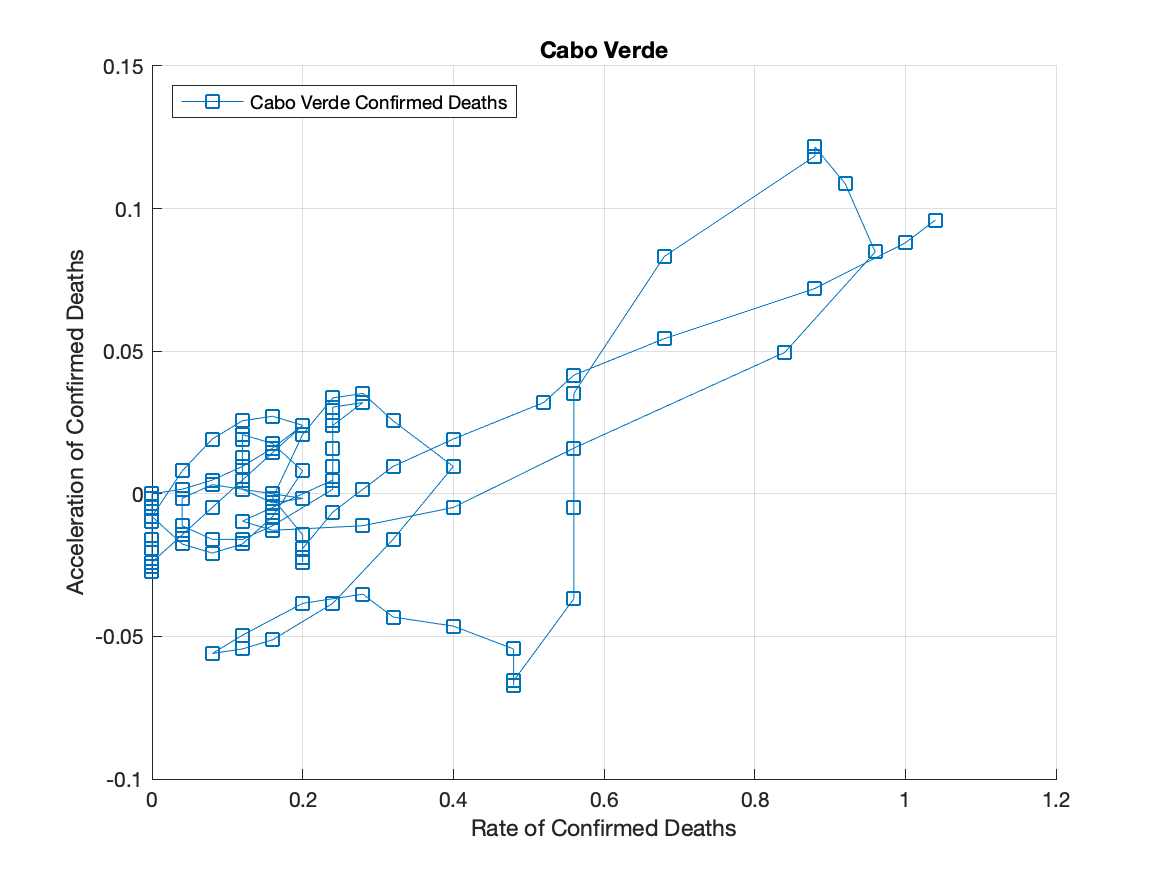 Cabo Verde
Cabo Verde Confirmed Deaths
0.15
0.1
0.05
0
-0.05
-0.1
Acceleration of Confirmed Deaths
0 0.2 0.4 0.6 0.8 1 1.2
Rate of Confirmed Deaths